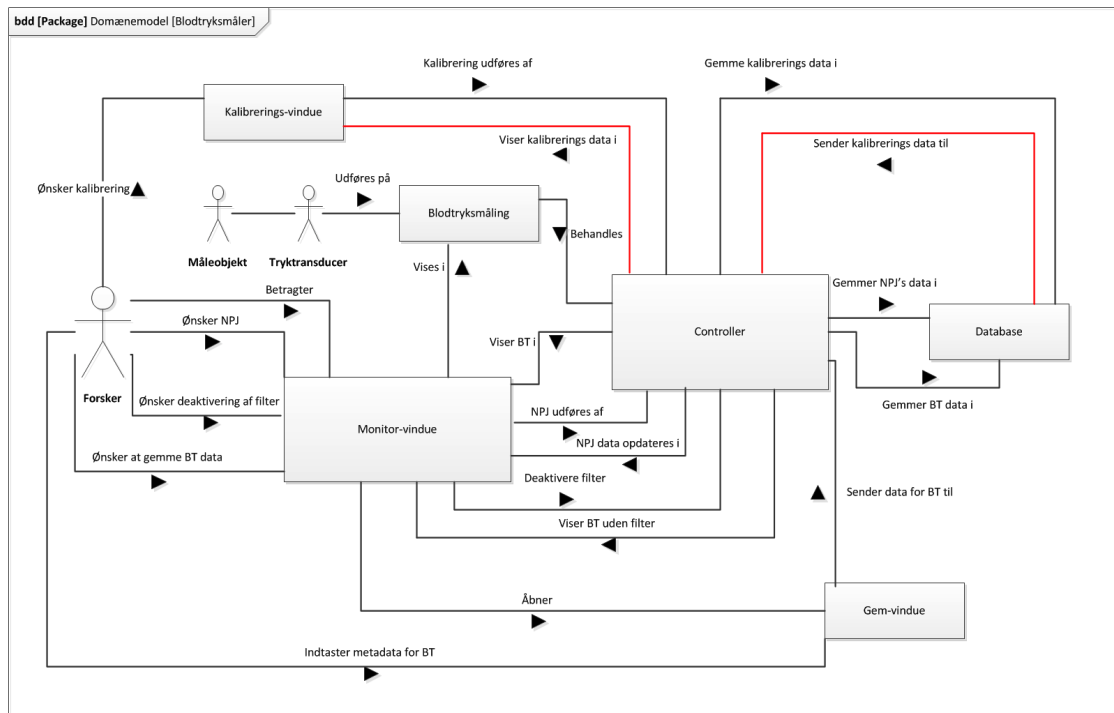 bdd [Package] Domænemodel [Blodtryksmåler]
Kalibrering udføres af
Gemme kalibrerings data i
Kalibrerings-vindue
Viser kalibrerings data i
Sender kalibrerings data til
Ønsker kalibrering
Udføres på
Blodtryksmåling
Behandles
Måleobjekt
Tryktransducer
Vises i
Betragter
Gemmer NPJ's data i
Ønsker NPJ
Viser BT i
Controller
Database
Forsker
Ønsker deaktivering af filter
Gemmer BT data i
NPJ udføres af
Monitor-vindue
NPJ data opdateres i
Ønsker at gemme BT data
Deaktivere filter
Sender data for BT til
Viser BT uden filter
Åbner
Gem-vindue
Indtaster metadata for BT